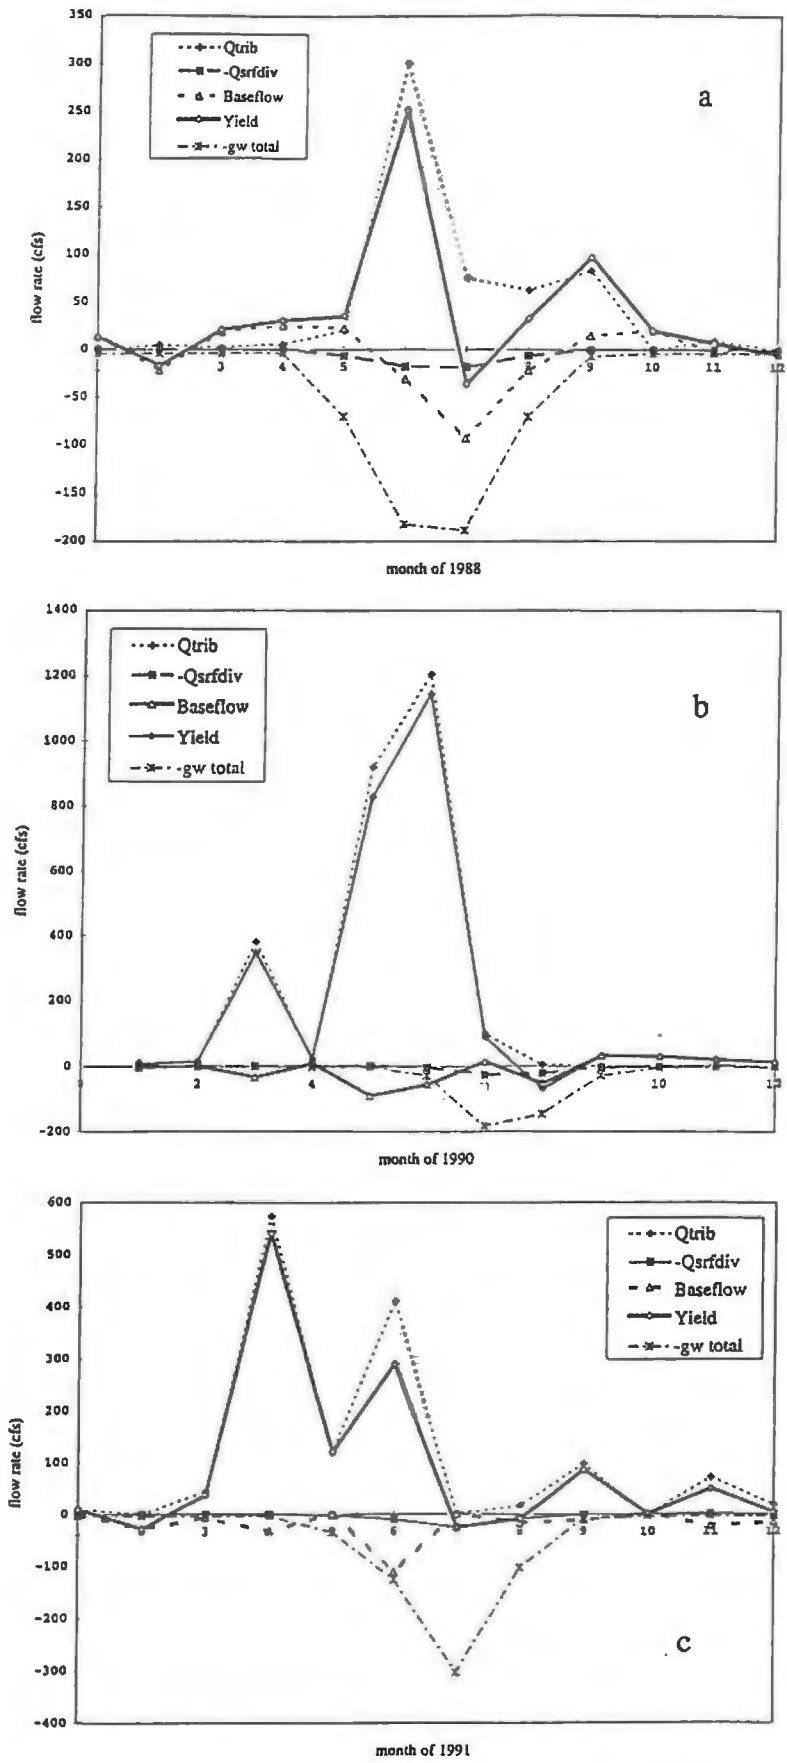 350
300
250
200
150
100
50
0
-50
-100
-150
-200
flow rate (cfs)
Qtrib
-Qsrfdiv
Baseflow
Yield
-gw total
a
3 4 5 9 10 11 12
month of 1988
1400
1200
1000
800
600
400
200
0
-200
flow rate (cfs)
Qtrib
-Qsrfdiv
Baseflow
Yield
-gw total
b
2 4 10 12
month of 1990
600
500
400
300
200
100
0
-100
-200
-300
-400
flow rate (cfs)
Qtrib
-Qsrfdiv
Baseflow
Yield
-gw total
3 6 8 9 10 11 12
c
month of 1991